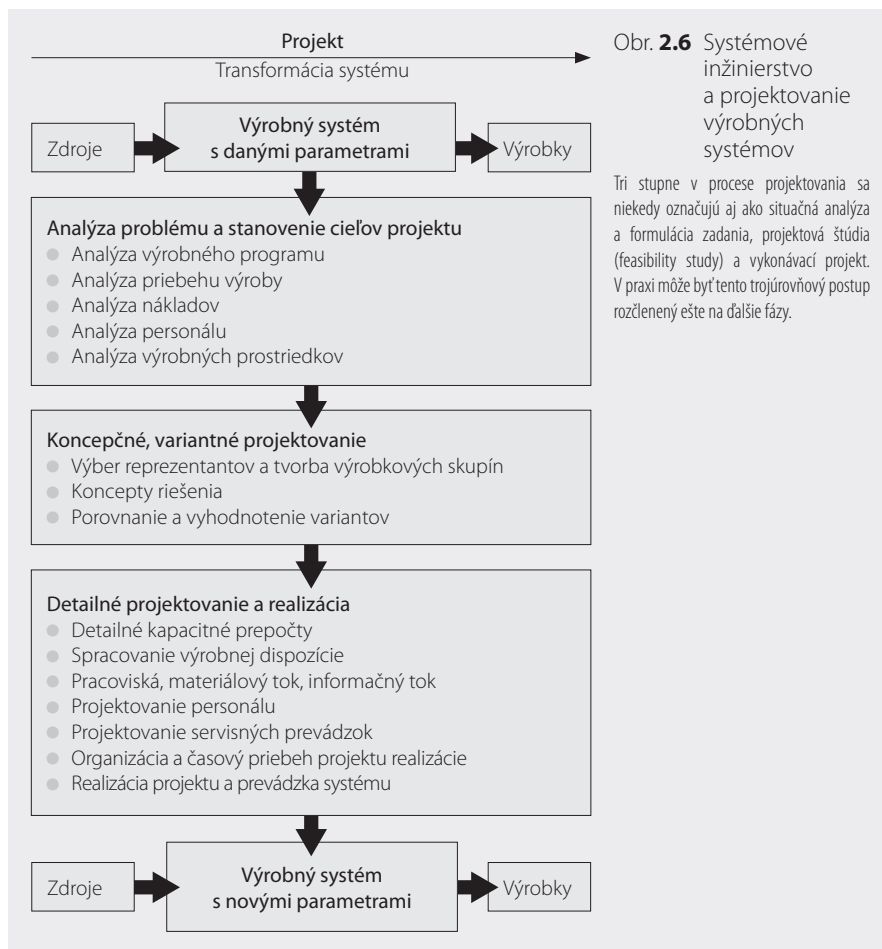 Projekt
Transformácia systému
Zdroje
Výrobný systém
s danými parametrami
Výrobky
Analýza problému a stanovenie cieľov projektu
Analýza výrobného programu
Analýza priebehu výroby
Analýza nákladov
Analýza personálu
Analýza výrobných prostriedkov
Koncepčné, variantné projektovanie
Výber reprezentantov a tvorba výrobkových skupín
Koncepty riešenia
Porovnanie a vyhodnotenie variantov
Detailné projektovanie a realizácia
Detailné kapacitné prepočty
Spracovanie výrobnej dispozície
Pracoviská, materiálový tok, informačný tok
Projektovanie personálu
Projektovanie servisných prevádzok
Organizácia a časový priebeh projektu realizácie
Realizácia projektu a prevádzka systému
Zdroje
Výrobný systém
s novými parametrami
Výrobky
Obr. 2.6 Systémové
inžinierstvo
a projektovanie
výrobných
systémov
Tri stupne v procese projektovania sa
niekedy označujú aj ako situačná analýza
a formulácia zadania, projektová štúdia
(feasibility study) a vykonávací projekt.
V praxi môže byť tento trojúrovňový postup
rozčlenený ešte na ďalšie fázy.